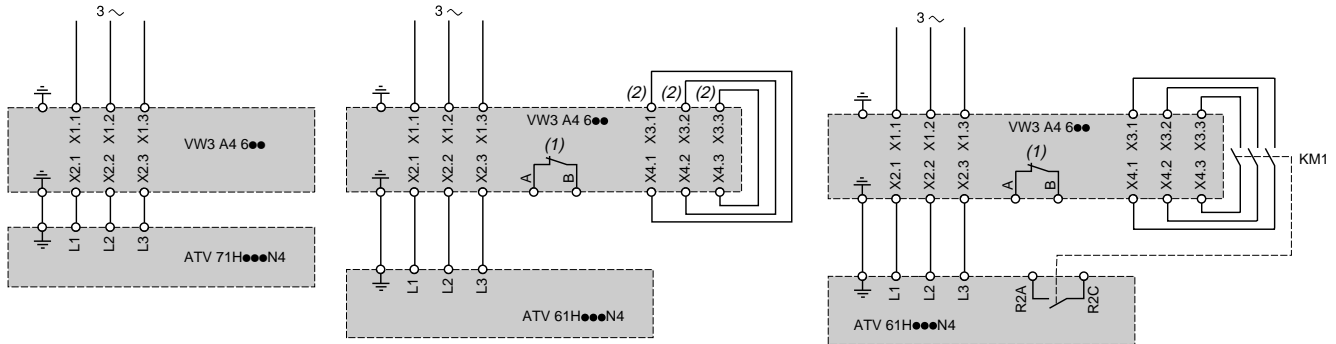 3 ~
X1.1 X1.2 X1.3
VW3 A4 6●●
X2.1 X2.2 X2.3
L1 L2 L3
ATV 71H●●●N4
3 ~
(2) (2) (2)
X1.1 X1.2 X1.3 X3.1 X3.2 X3.3
VW3 A4 6●●
(1)
X2.1 X2.2 X2.3 A B X4.1 X4.2 X4.3
L1 L2 L3
ATV 61H●●●N4
3 ~
X1.1 X1.2 X1.3 X3.1 X3.2 X3.3
VW3 A4 6●●
(1)
KM1
X2.1 X2.2 X2.3 A B X4.1 X4.2 X4.3
L1 L2 L3 R2A R2C
ATV 61H●●●N4